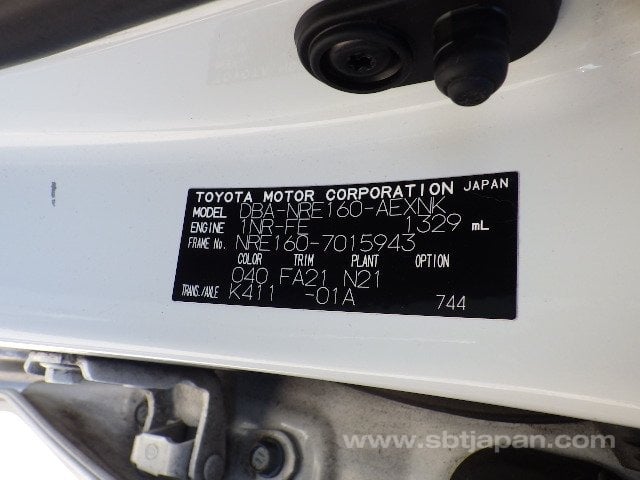 TOYOTA MOTOR CORPORATION JAPAN
MODEL DBA-NRE160-AEXNK
ENGINE 1NR-FE 1329 mL
FRAME No. NRE160-7015943
COLOR TRIM PLANT OPTION
040 FA21 N21
TRANS./AXLE K411 -01A 744
www.sbtjapan.com